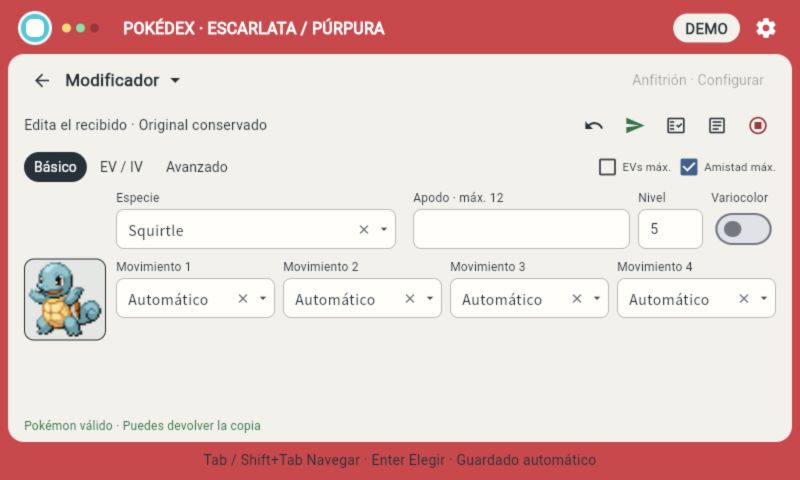 POKÉDEX · ESCARLATA / PÚRPURA
DEMO
Modificador
Anfitrión · Configurar
Edita el recibido · Original conservado
Básico
EV / IV
Avanzado
EVs máx.
Amistad máx.
Especie
Apodo · máx. 12
Nivel
Variocolor
Squirtle
5
Movimiento 1
Movimiento 2
Movimiento 3
Movimiento 4
Automático
Automático
Automático
Automático
Pokémon válido · Puedes devolver la copia
Tab / Shift+Tab Navegar · Enter Elegir · Guardado automático